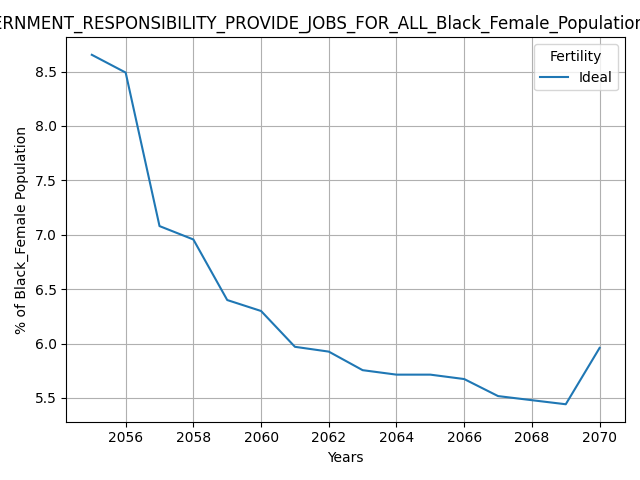 ERNMENT_RESPONSIBILITY_PROVIDE_JOBS_FOR_ALL_Black_Female_Population
Fertility
Ideal
% of Black_Female Population
8.5
8.0
7.5
7.0
6.5
6.0
5.5
2056 2058 2060 2062 2064 2066 2068 2070
Years